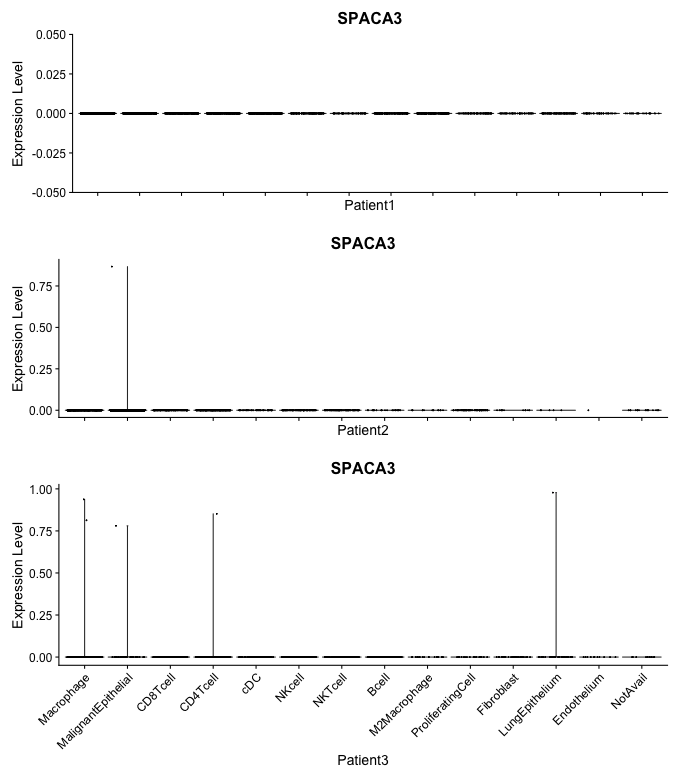 SPACA3
0.050
0.025
0.000
-0.025
-0.050
Expression Level
Patient1
SPACA3
0.75
0.50
0.25
0.00
Expression Level
Patient2
SPACA3
1.00
0.75
0.50
0.25
0.00
Expression Level
Macrophage
MalignantEpithelial
CD8Tcell
CD4Tcell
cDC
NKcell
NKTcell
Bcell
M2Macrophage
ProliferatingCell
Fibroblast
LungEpithelium
Endothelium
NotAvail
Patient3